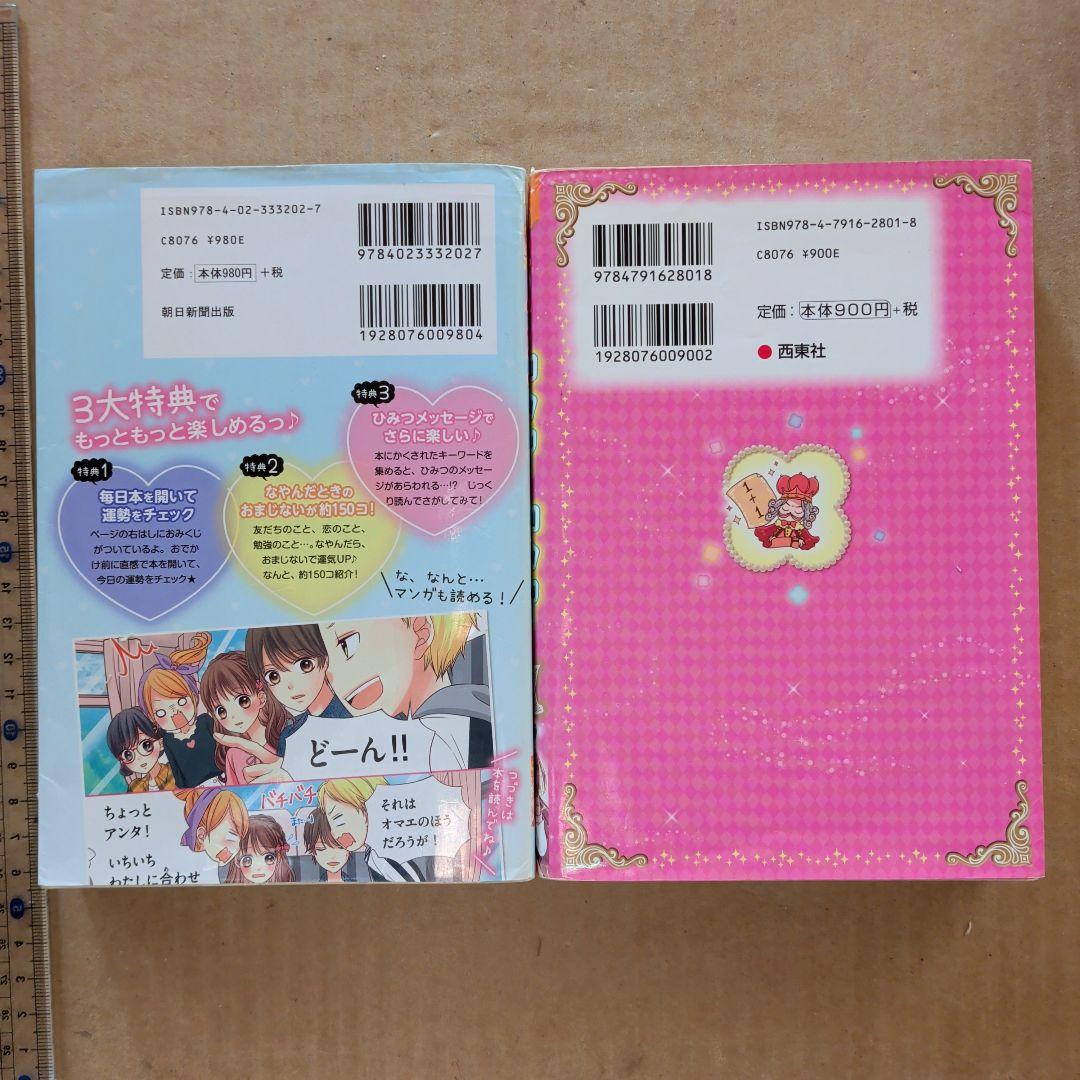 ISBN978-4-02-333202-7
C8076 ¥980E
定価：本体980円＋税
朝日新聞出版
9784023332027
1928076009804
3大特典で
もっともっと楽しめるっ♪
特典1
毎日本を開いて
運勢をチェック
ページの右はしにおみくじ
がついているよ。おでか
け前に直感で本を開いて、
今日の運勢をチェック★
特典2
なやんだときの
おまじないが約150コ！
友だちのこと、恋のこと、
勉強のこと…。なやんだら、
おまじないで運気UP♪
なんと、約150コ紹介！
特典3
ひみつメッセージで
さらに楽しい♪
本にかくされたキーワードを
集めると、ひみつのメッセー
ジがあらわれる…!? じっく
り読んでさがしてみて！
な、なんと…
マンガも読める！
どーん!!
ちょっと
アンタ！
バチバチ
それは
オマエのほう
だろうが！
いちいち
わたしに合わせ
つづきは
本を読んでね♪
9784791628018
1928076009002
ISBN978-4-7916-2801-8
C8076 ¥900E
定価：本体900円＋税
西東社
1+1